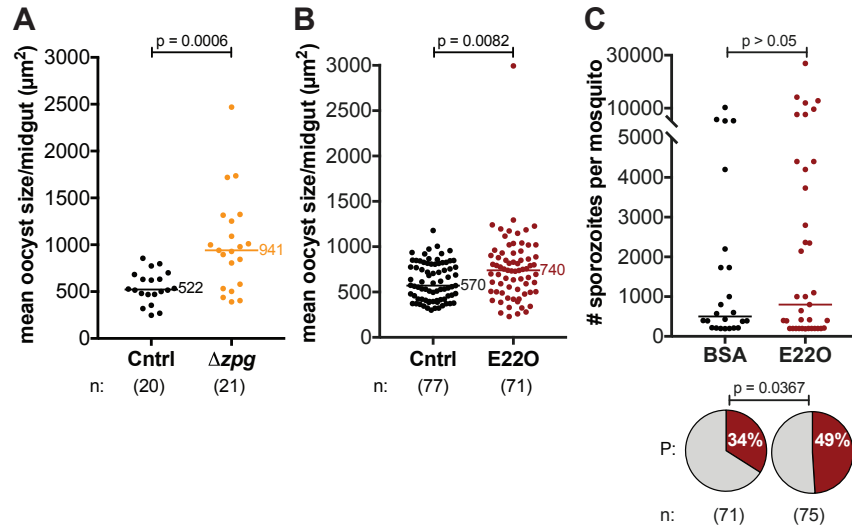 A
p = 0.0006
mean oocyst size/midgut (µm²)
3000
2500
2000
1500
1000
500
0
941
522
Cntrl Δzpg
n: (20) (21)
B
p = 0.0082
mean oocyst size/midgut (µm²)
3000
2500
2000
1500
1000
500
0
570
740
Cntrl E22O
n: (77) (71)
C
p > 0.05
# sporozoites per mosquito
30000
10000
5000
4000
3000
2000
1000
0
BSA E22O
p = 0.0367
P: 34% 49%
n: (71) (75)